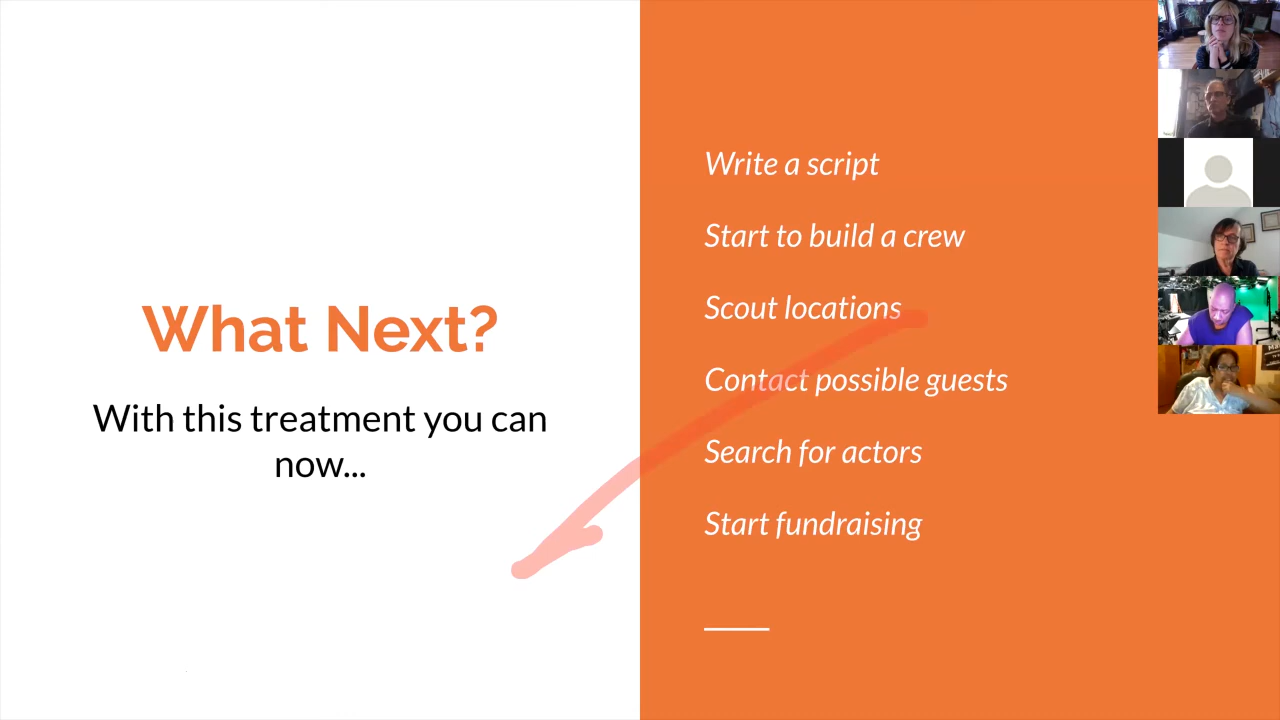 What Next?
With this treatment you can
now...
Write a script
Start to build a crew
Scout locations
Contact possible guests
Search for actors
Start fundraising